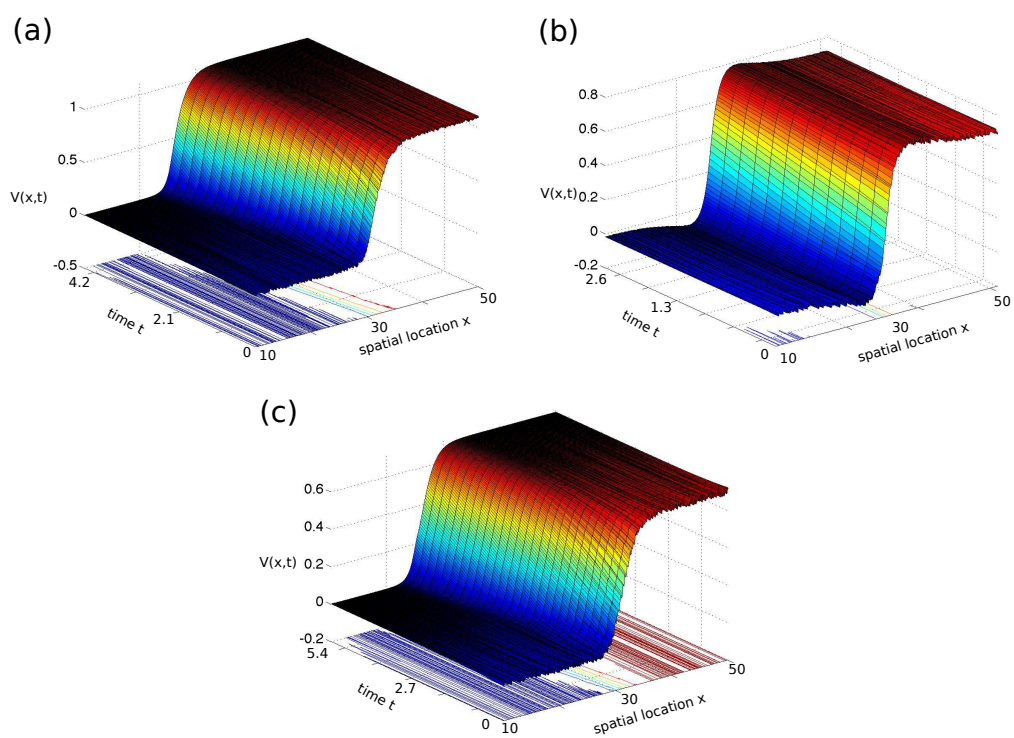 (a)
1
0.5
V(x,t)
0
-0.5
4.2
time t
2.1
0
10
30
spatial location x
50
(b)
0.8
0.6
0.4
0.2
V(x,t)
0
-0.2
2.6
time t
1.3
0
10
30
spatial location x
50
(c)
0.6
0.4
0.2
V(x,t)
0
-0.2
5.4
time t
2.7
0
10
30
spatial location x
50